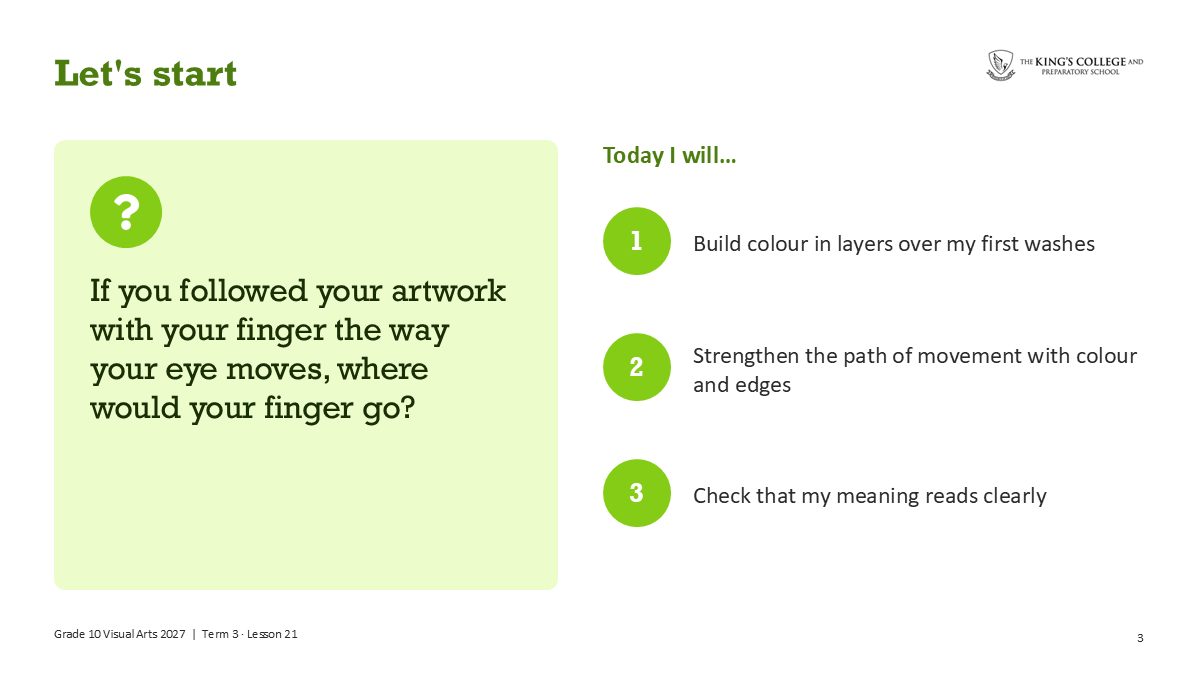 Let's start
THE KING'S COLLEGE AND
PREPARATORY SCHOOL
?
If you followed your artwork
with your finger the way
your eye moves, where
would your finger go?
Today I will...
1
Build colour in layers over my first washes
2
Strengthen the path of movement with colour
and edges
3
Check that my meaning reads clearly
Grade 10 Visual Arts 2027 | Term 3 · Lesson 21
3